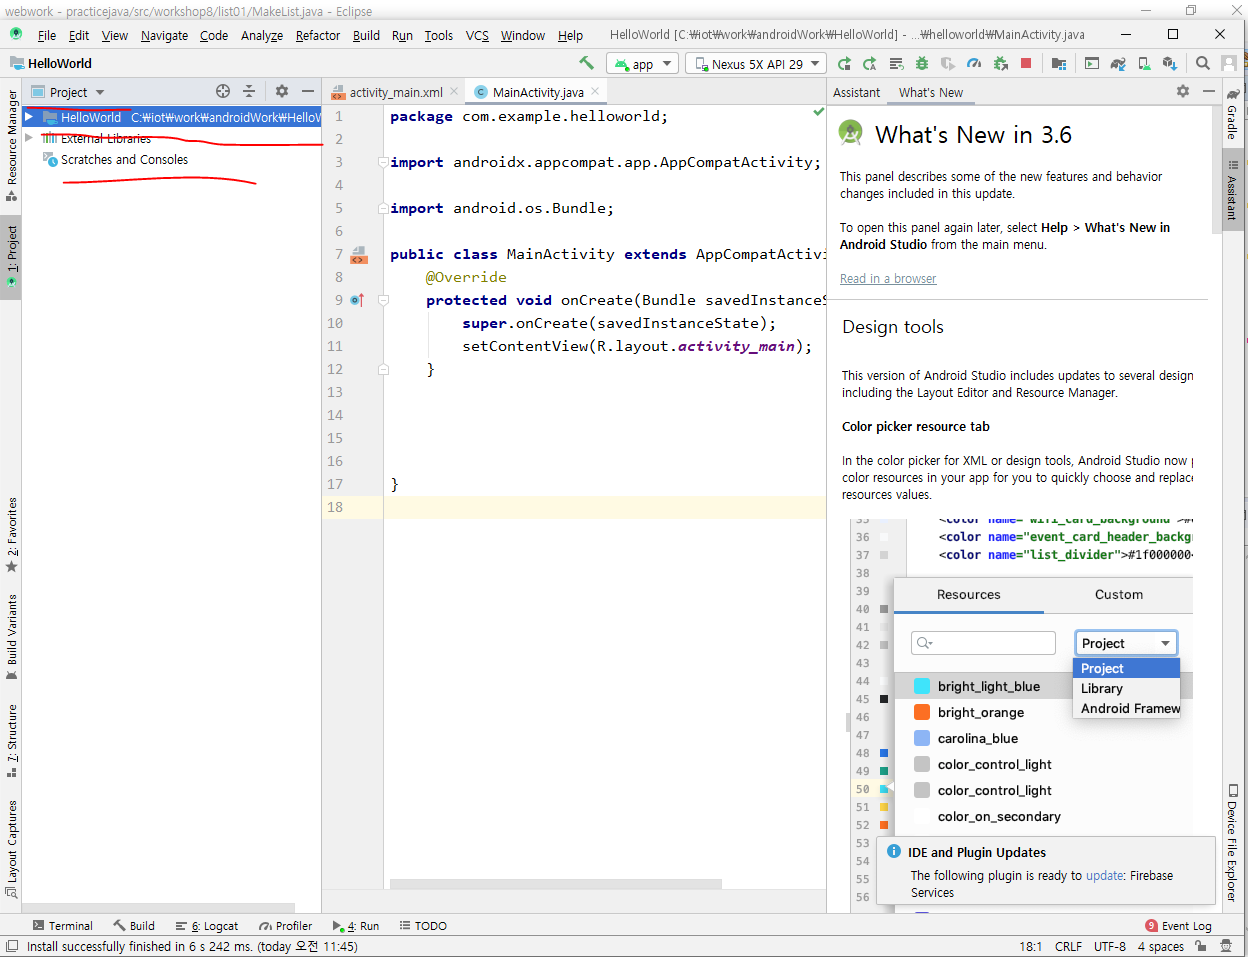 webwork - practicejava/src/workshop8/list01/MakeList.java - Eclipse
File Edit View Navigate Code Analyze Refactor Build Run Tools VCS Window Help HelloWorld [C:₩iot₩work₩androidWork₩HelloWorld] - ...₩helloworld₩MainActivity.java
HelloWorld app Nexus 5X API 29
Project activity_main.xml MainActivity.java Assistant What's New
HelloWorld C:₩iot₩work₩androidWork₩HelloW
External Libraries
Scratches and Consoles
Resource Manager
1: Project
2: Favorites
Build Variants
7: Structure
Layout Captures
1 package com.example.helloworld;
2
3 import androidx.appcompat.app.AppCompatActivity;
4
5 import android.os.Bundle;
6
7 public class MainActivity extends AppCompatActivi
8 @Override
9 protected void onCreate(Bundle savedInstanceS
10 super.onCreate(savedInstanceState);
11 setContentView(R.layout.activity_main);
12 }
13
14
15
16
17 }
18
What's New in 3.6
This panel describes some of the new features and behavior
changes included in this update.
To open this panel again later, select Help > What's New in
Android Studio from the main menu.
Read in a browser
Design tools
This version of Android Studio includes updates to several design
including the Layout Editor and Resource Manager.
Color picker resource tab
In the color picker for XML or design tools, Android Studio now p
color resources in your app for you to quickly choose and replace
resources values.
35 <color name="wifi_card_background">#
36 <color name="event_card_header_backg
37 <color name="list_divider">#1f000000<
38
39
40
41
42
43
44
45
46
47
48
49
50
51
52
53
54
55
56
Resources Custom
Project
Project
Library
Android Framew
bright_light_blue
bright_orange
carolina_blue
color_control_light
color_control_light
color_on_secondary
IDE and Plugin Updates
The following plugin is ready to update: Firebase
Services
Gradle
Assistant
Device File Explorer
Terminal Build 6: Logcat Profiler 4: Run TODO 9 Event Log
Install successfully finished in 6 s 242 ms. (today 오전 11:45) 18:1 CRLF UTF-8 4 spaces